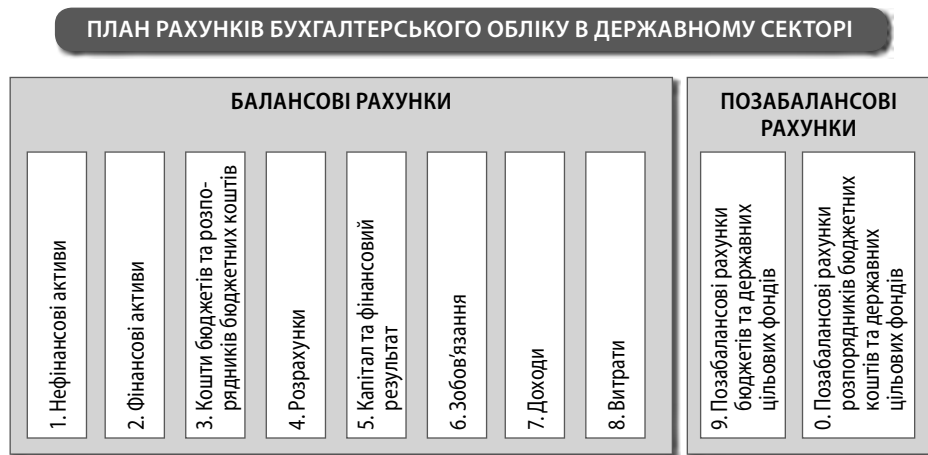 ПЛАН РАХУНКІВ БУХГАЛТЕРСЬКОГО ОБЛІКУ В ДЕРЖАВНОМУ СЕКТОРІ
БАЛАНСОВІ РАХУНКИ
1. Нефінансові активи
2. Фінансові активи
3. Кошти бюджетів та розпо-
рядників бюджетних коштів
4. Розрахунки
5. Капітал та фінансовий
результат
6. Зобов'язання
7. Доходи
8. Витрати
ПОЗАБАЛАНСОВІ
РАХУНКИ
9. Позабалансові рахунки
бюджетів та державних
цільових фондів
0. Позабалансові рахунки
розпорядників бюджетних
коштів та державних
цільових фондів